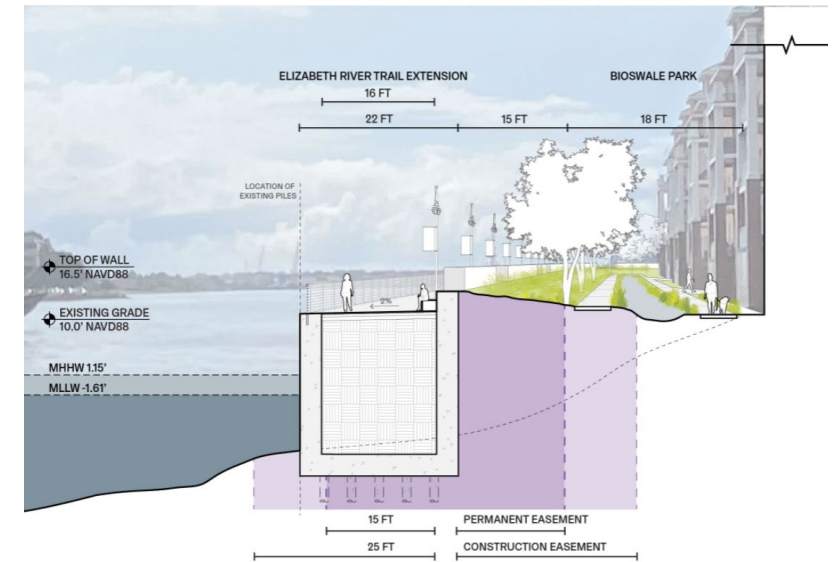 ELIZABETH RIVER TRAIL EXTENSION
BIOSWALE PARK
16 FT
22 FT
15 FT
18 FT
LOCATION OF
EXISTING PILES
TOP OF WALL
16.5' NAVD88
2%
EXISTING GRADE
10.0' NAVD88
MHHW 1.15'
MLLW -1.61'
15 FT
PERMANENT EASEMENT
25 FT
CONSTRUCTION EASEMENT